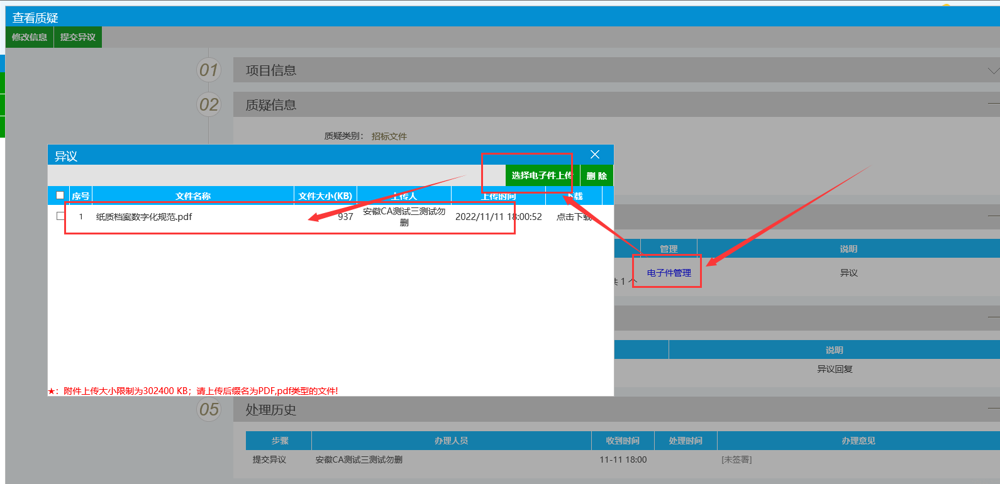 查看质疑
修改信息 提交异议
01 项目信息
02 质疑信息
质疑类别： 招标文件
异议
选择电子件上传 删 除
序号 文件名称 文件大小(KB) 上传人 上传时间 下载
1 纸质档案数字化规范.pdf 937 安徽CA测试三测试勿删 2022/11/11 18:00:52 点击下载
管理 说明
电子件管理 异议
共 1 个
说明
异议回复
★：附件上传大小限制为302400 KB；请上传后缀名为PDF,pdf类型的文件!
05 处理历史
步骤 办理人员 收到时间 处理时间 办理意见
提交异议 安徽CA测试三测试勿删 11-11 18:00 [未签署]